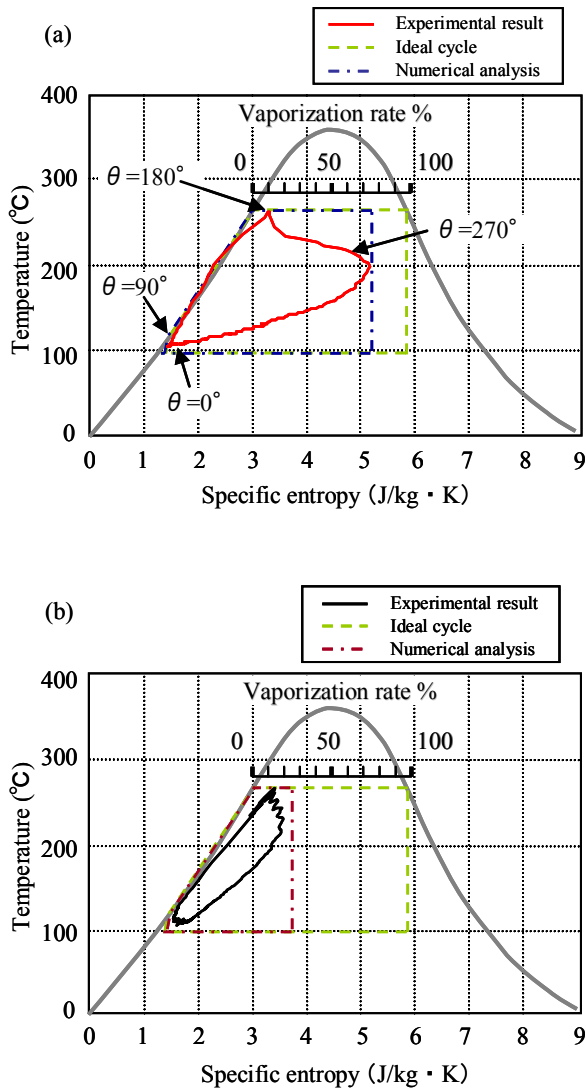 (a)
Experimental result
Ideal cycle
Numerical analysis
400
300
200
100
0
Temperature (℃)
Vaporization rate %
0 50 100
θ=180°
θ=270°
θ=90°
θ=0°
0 1 2 3 4 5 6 7 8 9
Specific entropy (J/kg・K)
(b)
Experimental result
Ideal cycle
Numerical analysis
400
300
200
100
0
Temperature (℃)
Vaporization rate %
0 50 100
0 1 2 3 4 5 6 7 8 9
Specific entropy (J/kg・K)